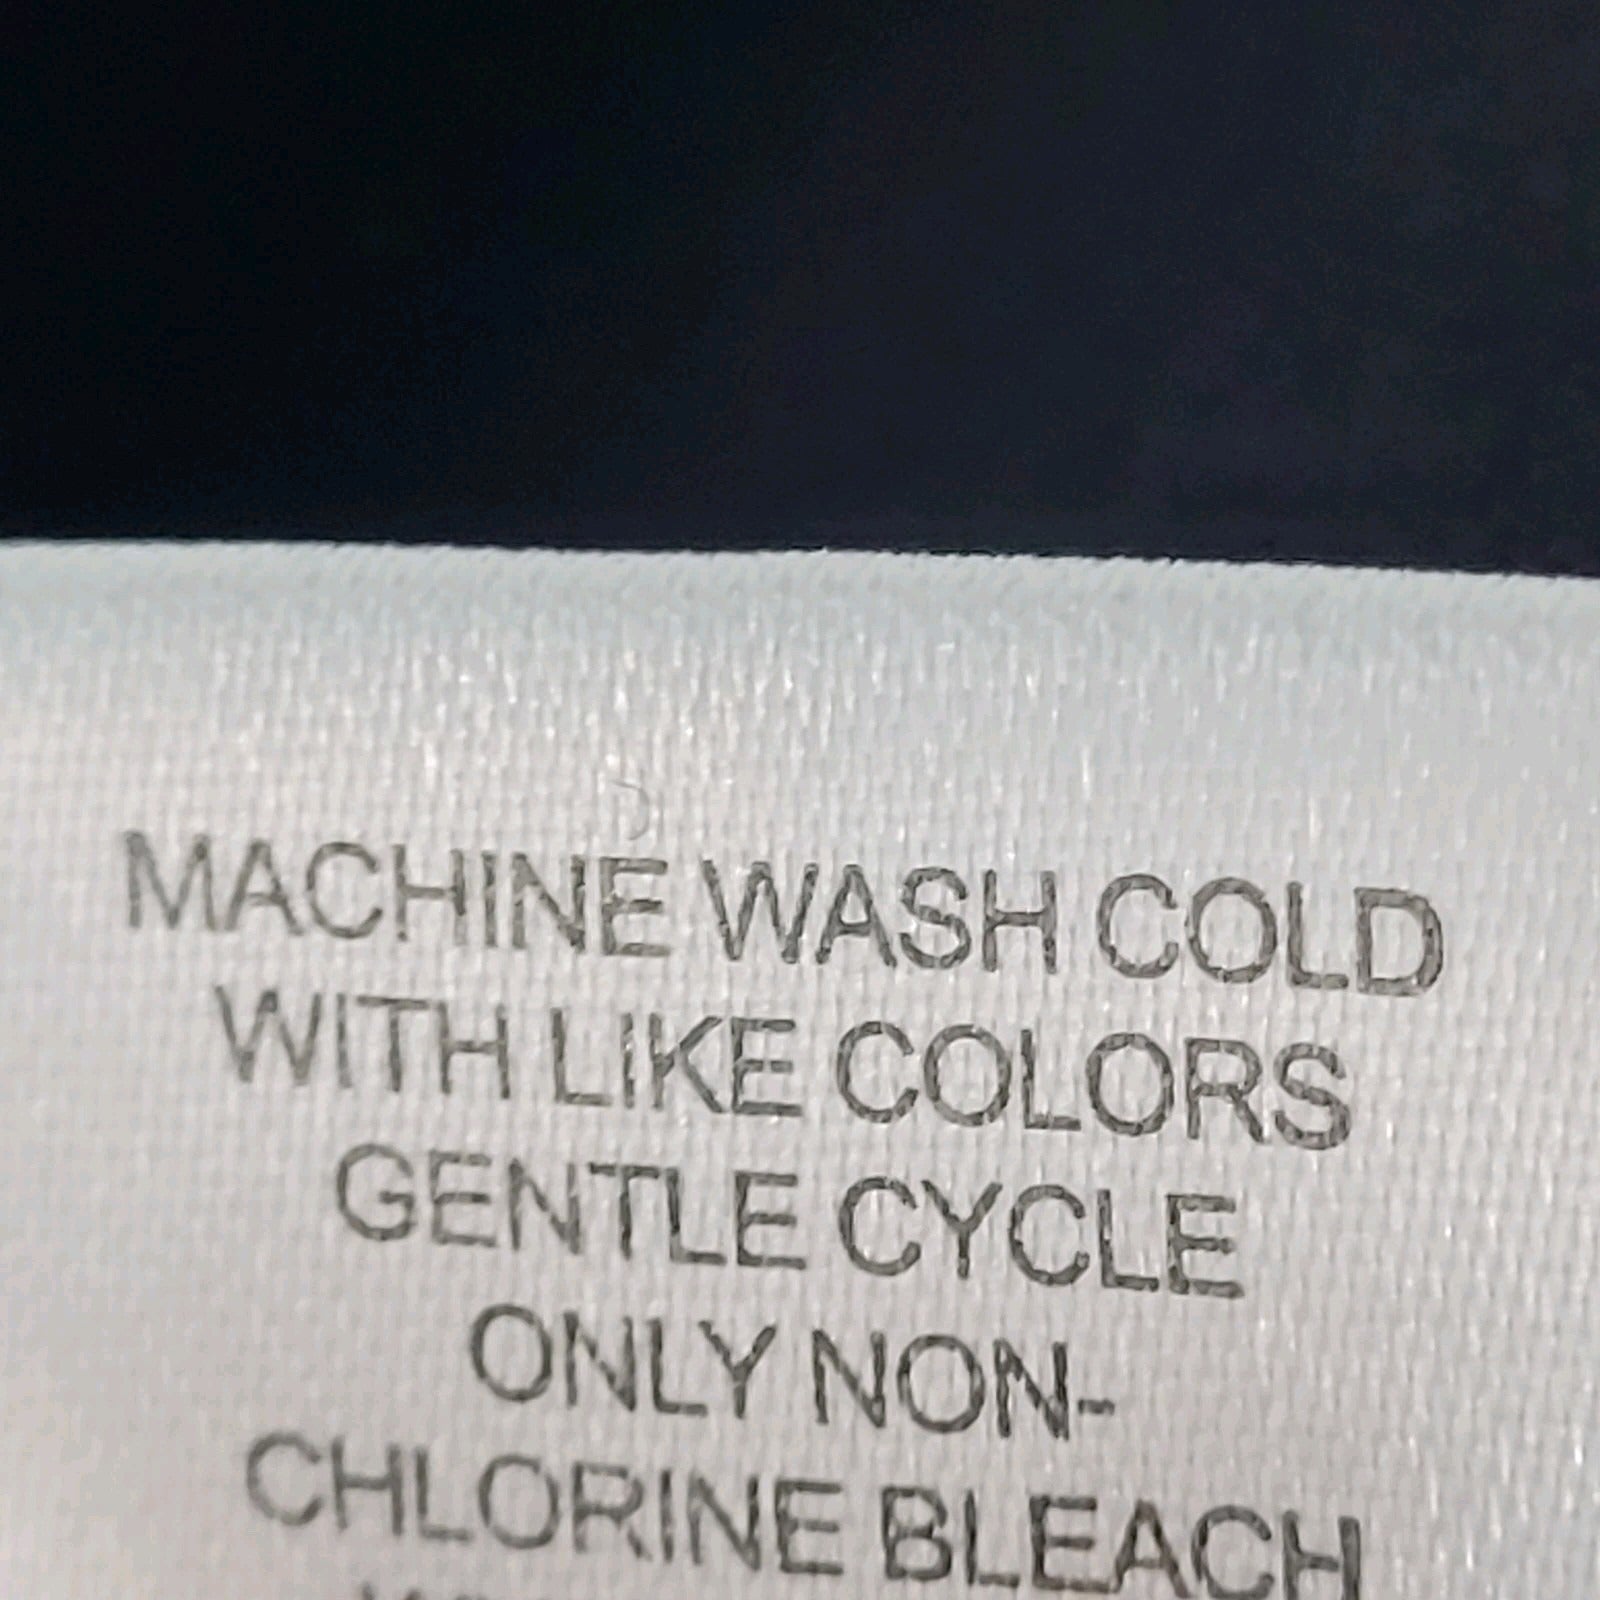 MACHINE WASH COLD
WITH LIKE COLORS
GENTLE CYCLE
ONLY NON-
CHLORINE BLEACH